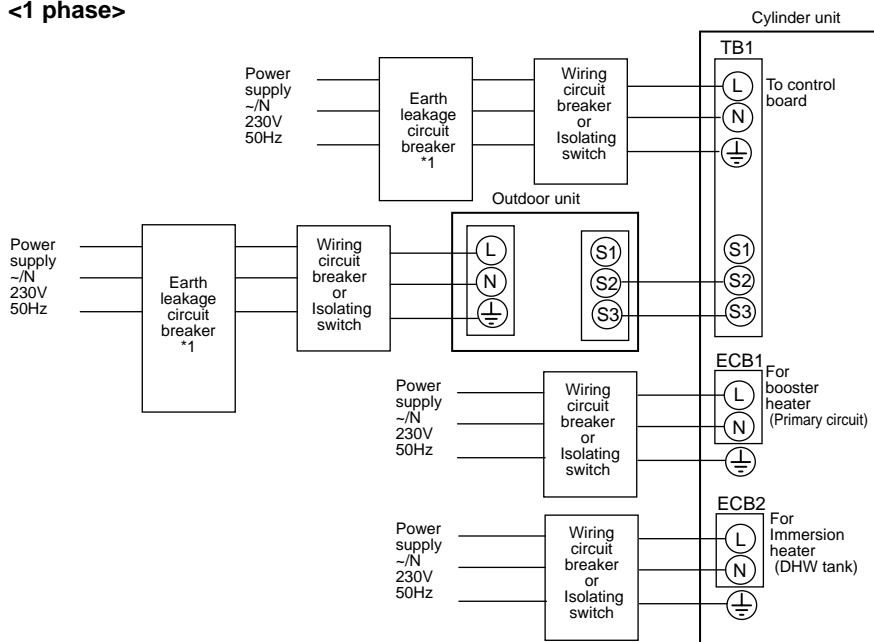 <1 phase>
Cylinder unit
TB1
Power
supply
~/N
230V
50Hz
Earth
leakage
circuit
breaker
*1
Wiring
circuit
breaker
or
Isolating
switch
L
N
To control
board
Outdoor unit
Power
supply
~/N
230V
50Hz
Earth
leakage
circuit
breaker
*1
Wiring
circuit
breaker
or
Isolating
switch
L
N
S1
S2
S3
S1
S2
S3
ECB1
Power
supply
~/N
230V
50Hz
Wiring
circuit
breaker
or
Isolating
switch
L
N
For
booster
heater
(Primary circuit)
ECB2
Power
supply
~/N
230V
50Hz
Wiring
circuit
breaker
or
Isolating
switch
L
N
For
Immersion
heater
(DHW tank)